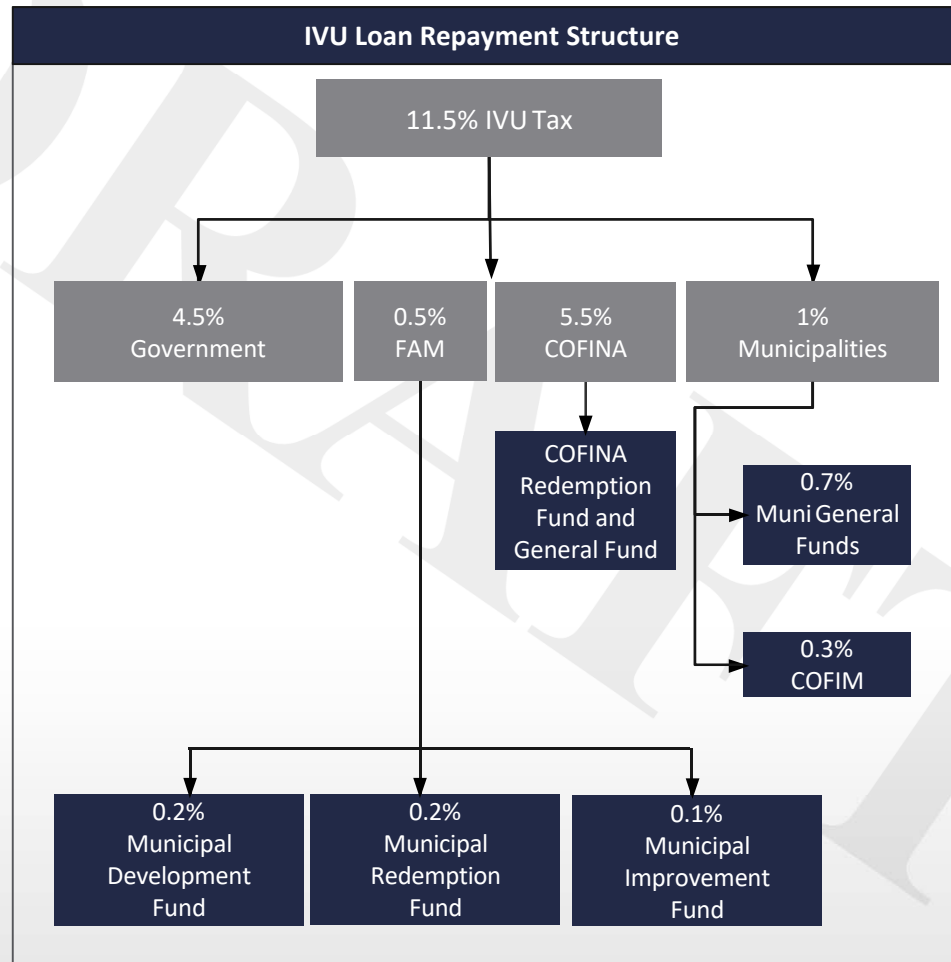 IVU Loan Repayment Structure
11.5% IVU Tax
4.5%
Government
0.5%
FAM
5.5%
COFINA
1%
Municipalities
COFINA
Redemption
Fund and
General Fund
0.7%
Muni General
Funds
0.3%
COFIM
0.2%
Municipal
Development
Fund
0.2%
Municipal
Redemption
Fund
0.1%
Municipal
Improvement
Fund
DRAFT